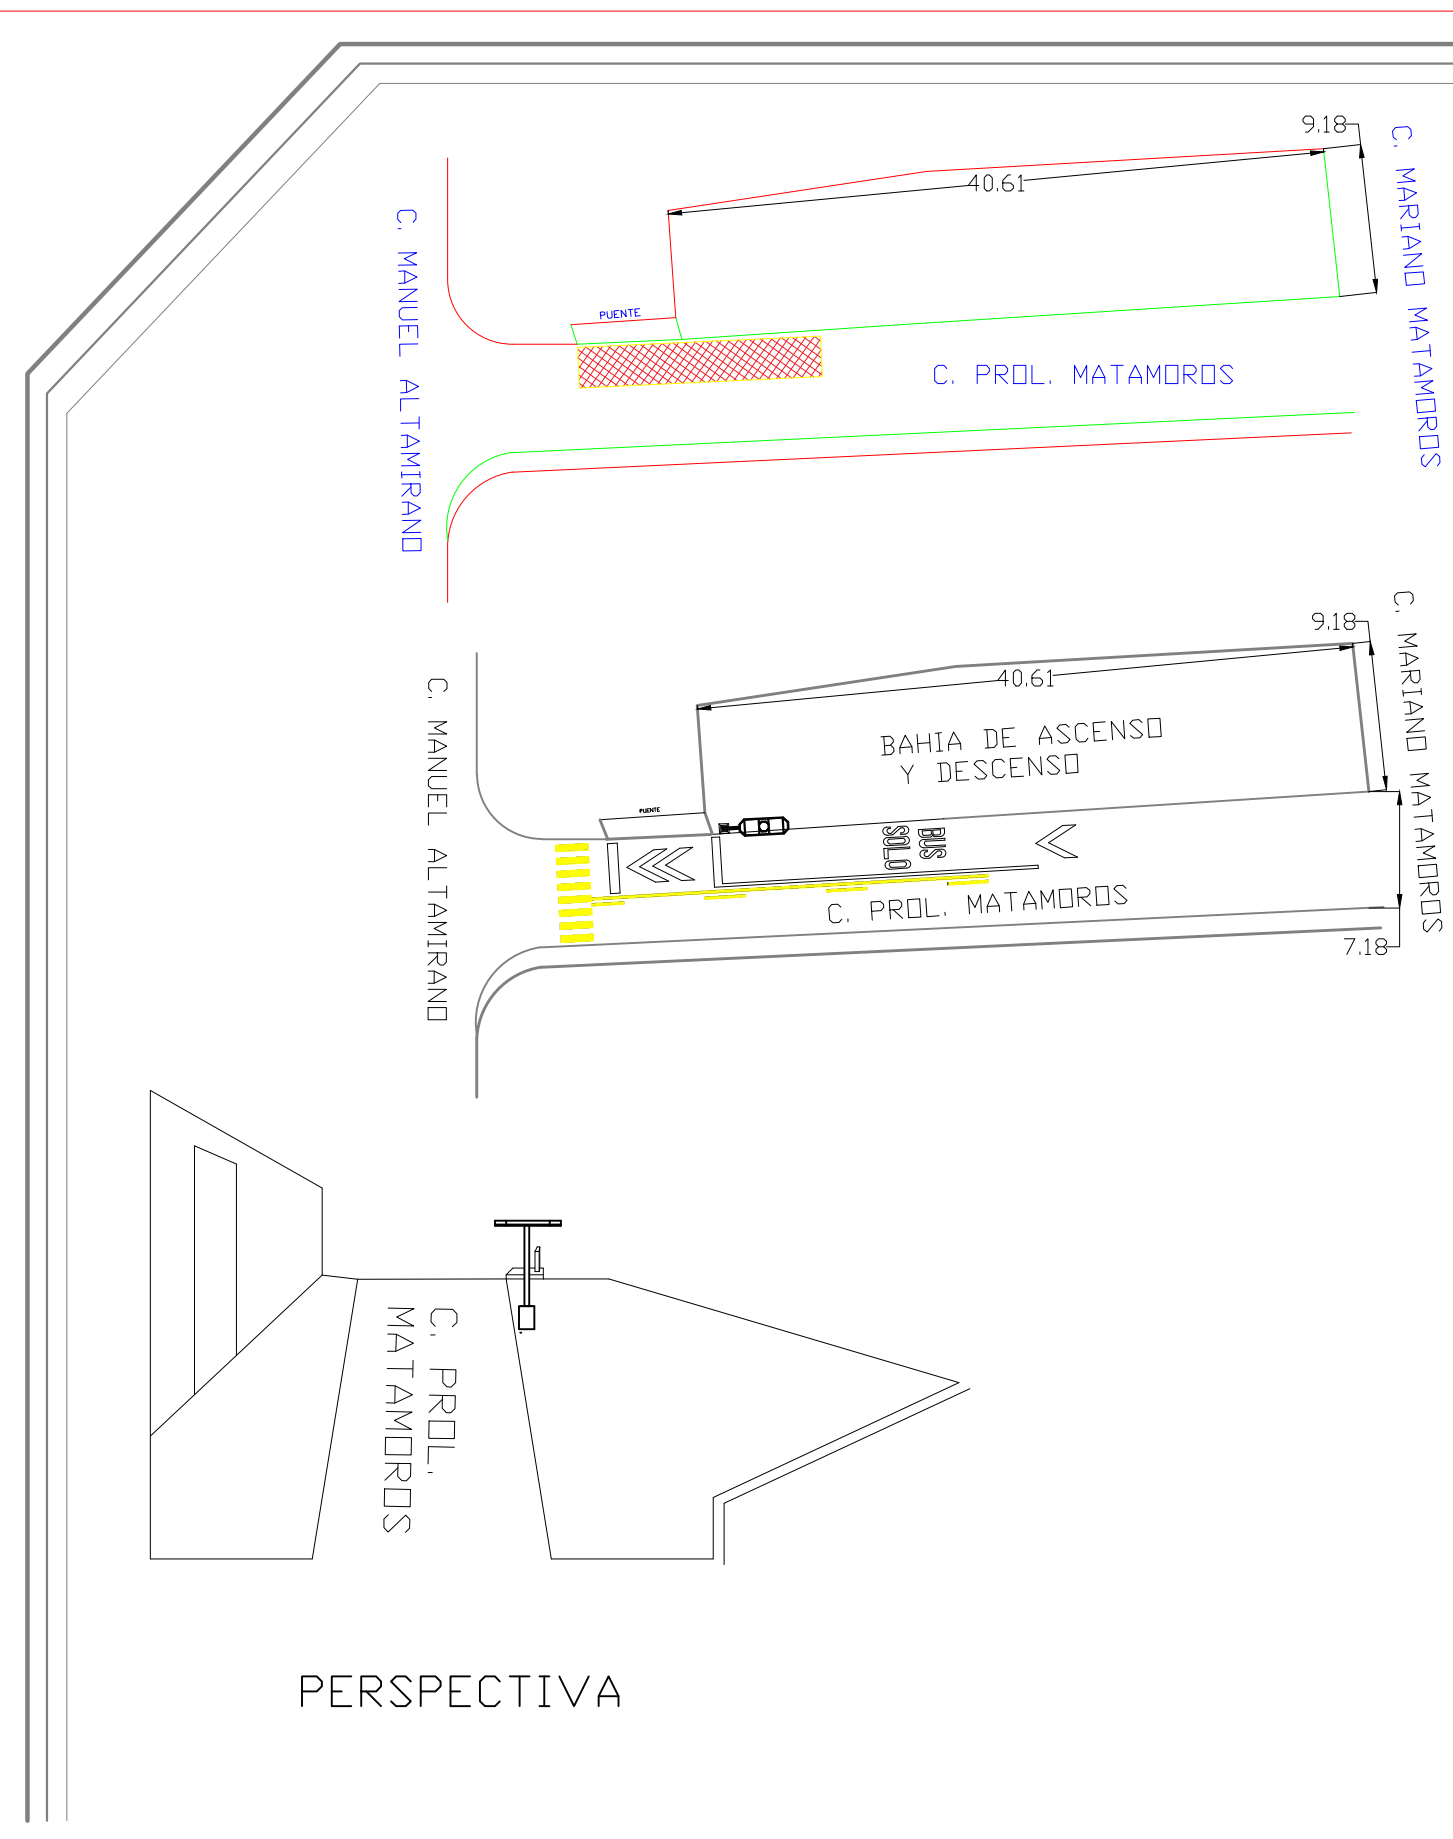 9.18
40.61
C. MARIANO MATAMOROS
C. MANUEL ALTAMIRANO
PUENTE
C. PROL. MATAMOROS
9.18
40.61
C. MARIANO MATAMOROS
C. MANUEL ALTAMIRANO
BAHIA DE ASCENSO
Y DESCENSO
PUENTE
BUS
SOLO
C. PROL. MATAMOROS
7.18
C. PROL.
MATAMOROS
PERSPECTIVA